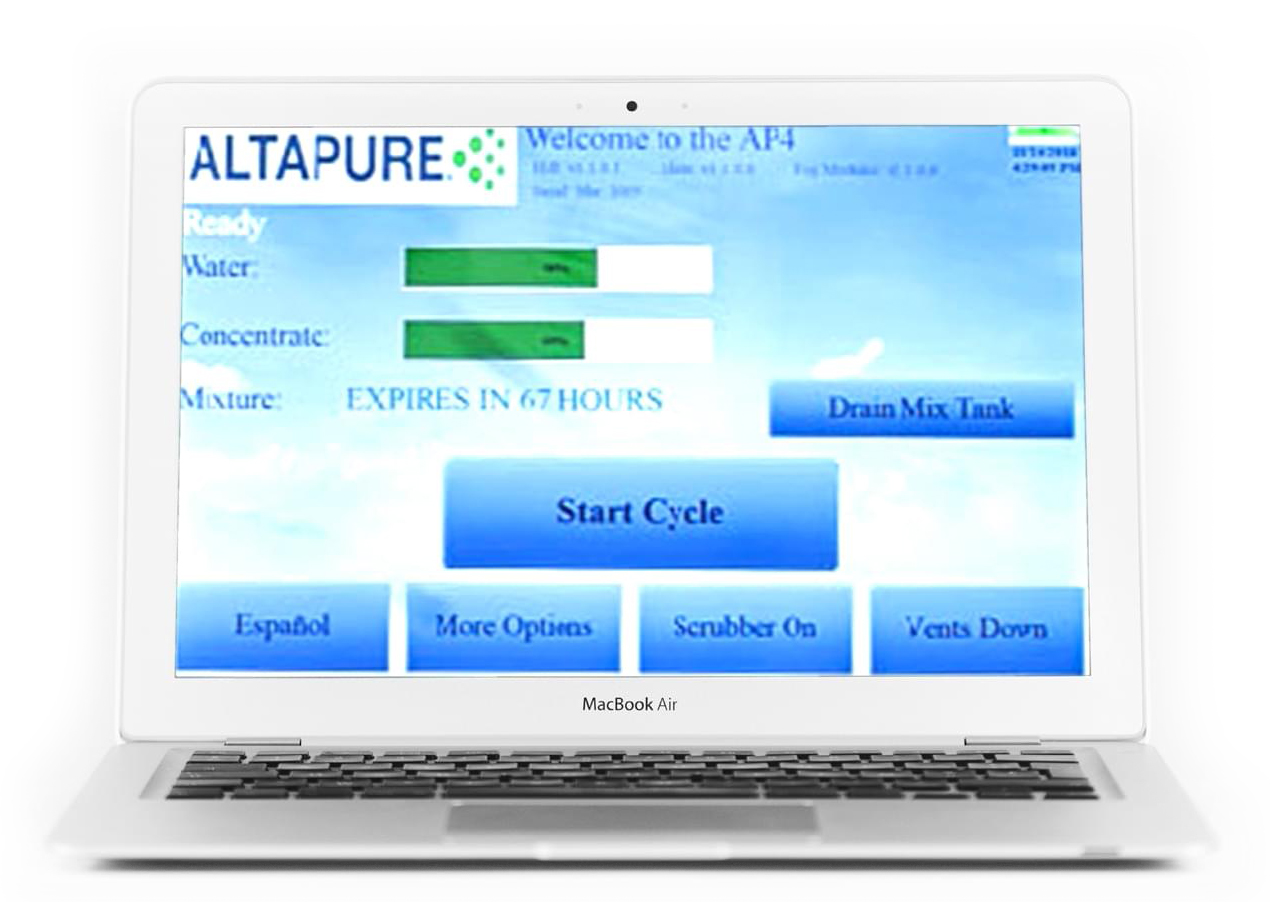 ALTAPURE
Welcome to the AP4
Ready
Water:
Concentrate:
Mixture: EXPIRES IN 67 HOURS
Drain Mix Tank
Start Cycle
Español More Options Scrubber On Vents Down
MacBook Air